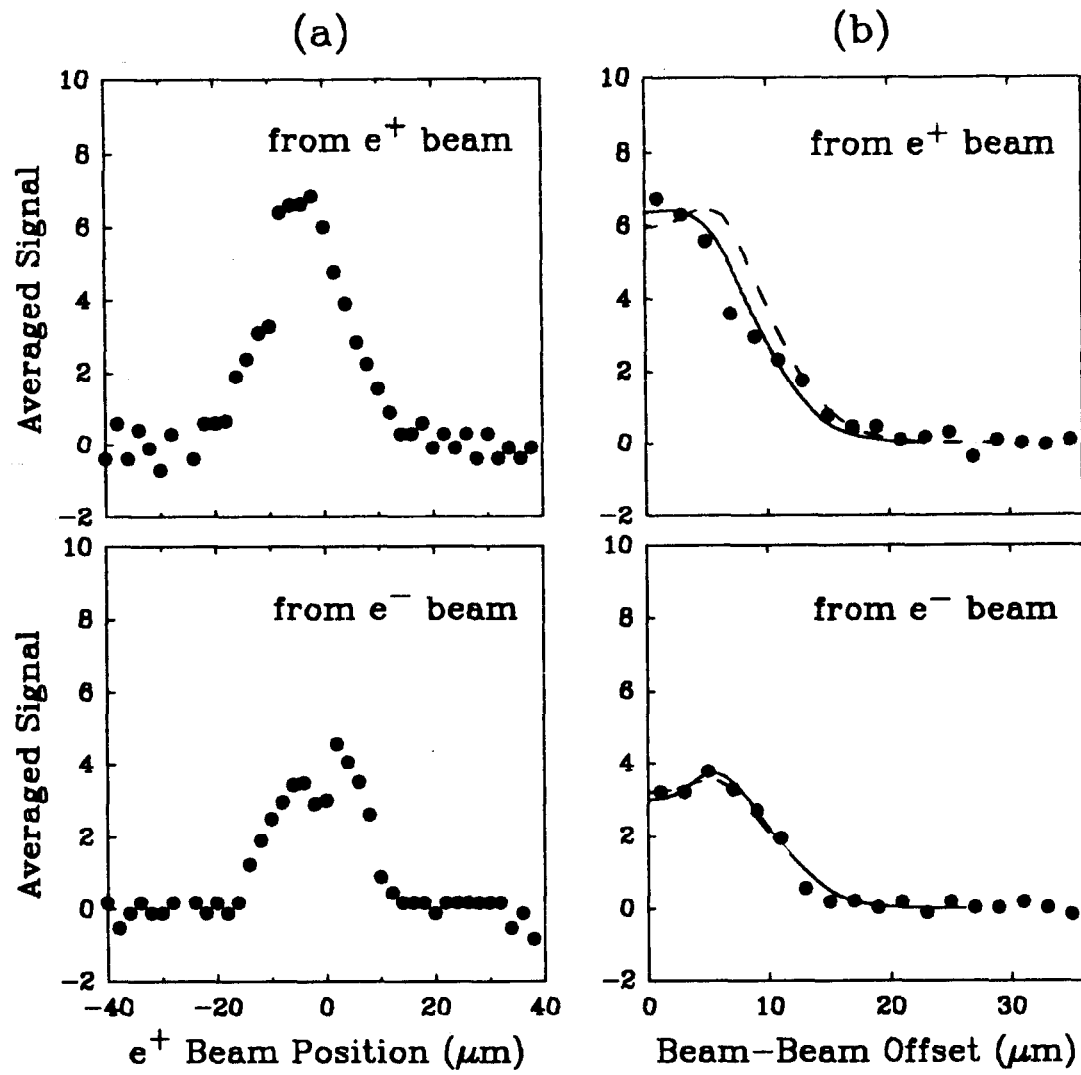 (a)
(b)
10
8
6
4
2
0
−2
Averaged Signal
from e⁺ beam
10
8
6
4
2
0
−2
from e⁺ beam
10
8
6
4
2
0
−2
Averaged Signal
from e⁻ beam
−40 −20 0 20 40
e⁺ Beam Position (μm)
10
8
6
4
2
0
−2
from e⁻ beam
0 10 20 30
Beam−Beam Offset (μm)